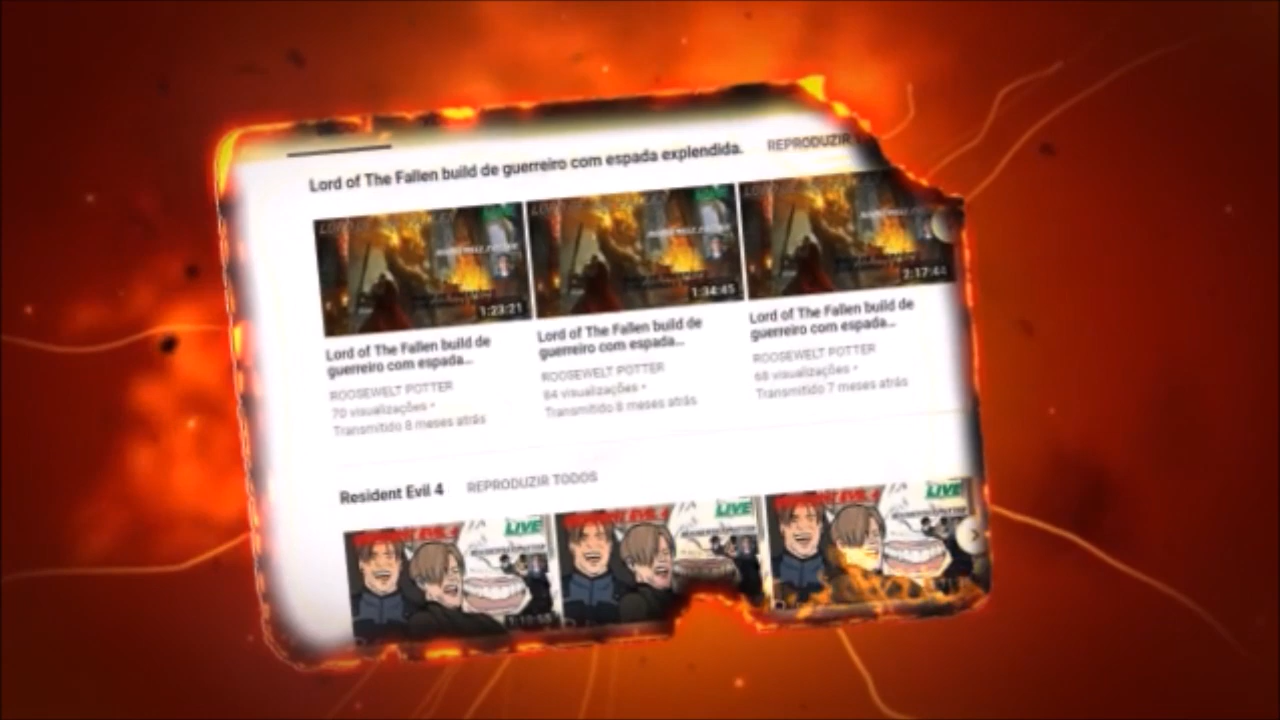 Lord of The Fallen build de guerreiro com espada explendida.
REPRODUZIR
1:23:21
1:34:45
2:17:44
Lord of The Fallen build de
guerreiro com espada...
ROOSEWELT POTTER
70 visualizações •
Transmitido 8 meses atrás
Lord of The Fallen build de
guerreiro com espada...
ROOSEWELT POTTER
84 visualizações •
Transmitido 8 meses atrás
Lord of The Fallen build de
guerreiro com espada...
ROOSEWELT POTTER
68 visualizações •
Transmitido 7 meses atrás
Resident Evil 4
REPRODUZIR TODOS
LIVE
LIVE
LIVE